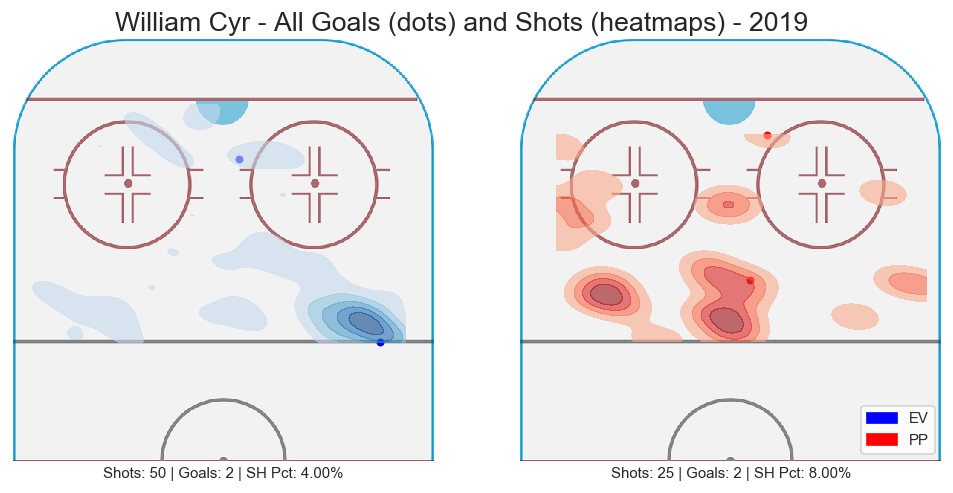 William Cyr - All Goals (dots) and Shots (heatmaps) - 2019
EV
PP
Shots: 50 | Goals: 2 | SH Pct: 4.00%
Shots: 25 | Goals: 2 | SH Pct: 8.00%